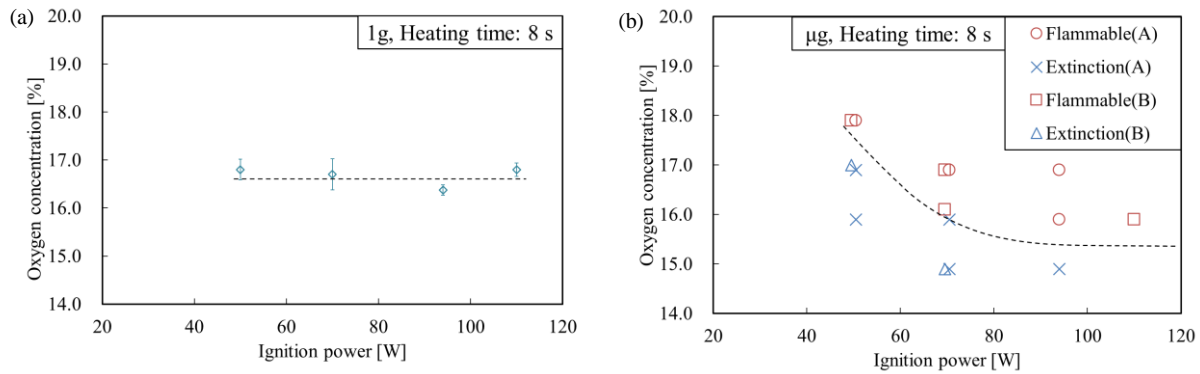 (a)
1g, Heating time: 8 s
20.0
19.0
18.0
17.0
16.0
15.0
14.0
Oxygen concentration [%]
20 40 60 80 100 120
Ignition power [W]
(b)
μg, Heating time: 8 s
Flammable(A)
Extinction(A)
Flammable(B)
Extinction(B)
20.0
19.0
18.0
17.0
16.0
15.0
14.0
Oxygen concentration [%]
20 40 60 80 100 120
Ignition power [W]